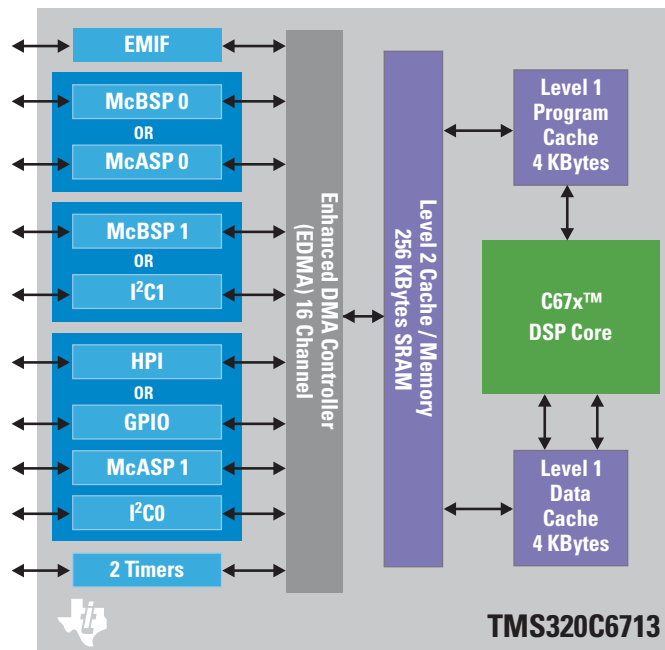 EMIF
McBSP 0
OR
McASP 0
McBSP 1
OR
I²C1
HPI
OR
GPIO
McASP 1
I²C0
2 Timers
Enhanced DMA Controller
(EDMA) 16 Channel
Level 2 Cache / Memory
256 KBytes SRAM
Level 1
Program
Cache
4 KBytes
C67x™
DSP Core
Level 1
Data
Cache
4 KBytes
TMS320C6713